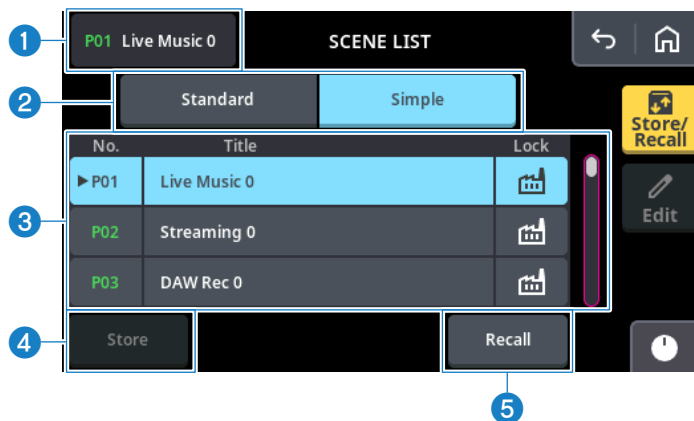 1
P01 Live Music 0
SCENE LIST
2
Standard
Simple
Store/
Recall
No.
Title
Lock
P01
Live Music 0
Edit
3
P02
Streaming 0
P03
DAW Rec 0
4
Store
Recall
5